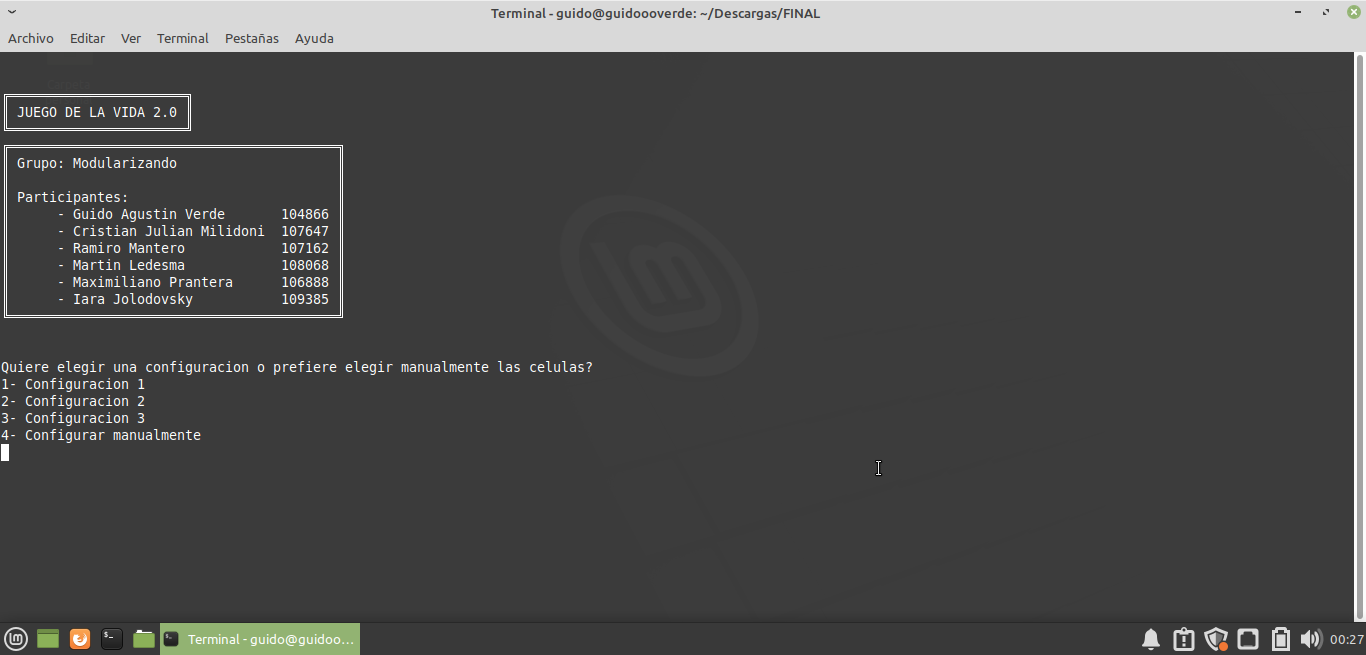 Terminal - guido@guidoooverde: ~/Descargas/FINAL
Archivo Editar Ver Terminal Pestañas Ayuda
JUEGO DE LA VIDA 2.0
Grupo: Modularizando
Participantes:
- Guido Agustin Verde 104866
- Cristian Julian Milidoni 107647
- Ramiro Mantero 107162
- Martin Ledesma 108068
- Maximiliano Prantera 106888
- Iara Jolodovsky 109385
Quiere elegir una configuracion o prefiere elegir manualmente las celulas?
1- Configuracion 1
2- Configuracion 2
3- Configuracion 3
4- Configurar manualmente
Terminal - guido@guidoo...
00:27